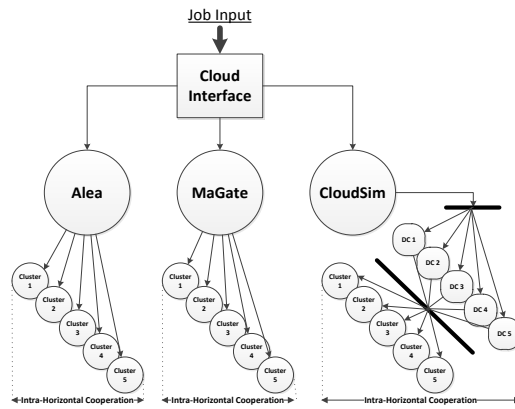 Job Input
Cloud
Interface
Alea
MaGate
CloudSim
DC 1
DC 2
DC 3
DC 4
DC 5
Cluster
1
Cluster
2
Cluster
3
Cluster
4
Cluster
5
Cluster
1
Cluster
2
Cluster
3
Cluster
4
Cluster
5
Cluster
1
Cluster
2
Cluster
3
Cluster
4
Cluster
5
Intra-Horizontal Cooperation
Intra-Horizontal Cooperation
Intra-Horizontal Cooperation